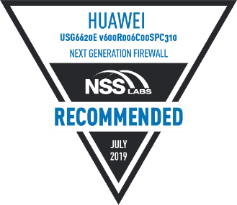 HUAWEI
USG6620E v600R006C00SPC310
NEXT GENERATION FIREWALL
NSS
LABS
RECOMMENDED
JULY
2019